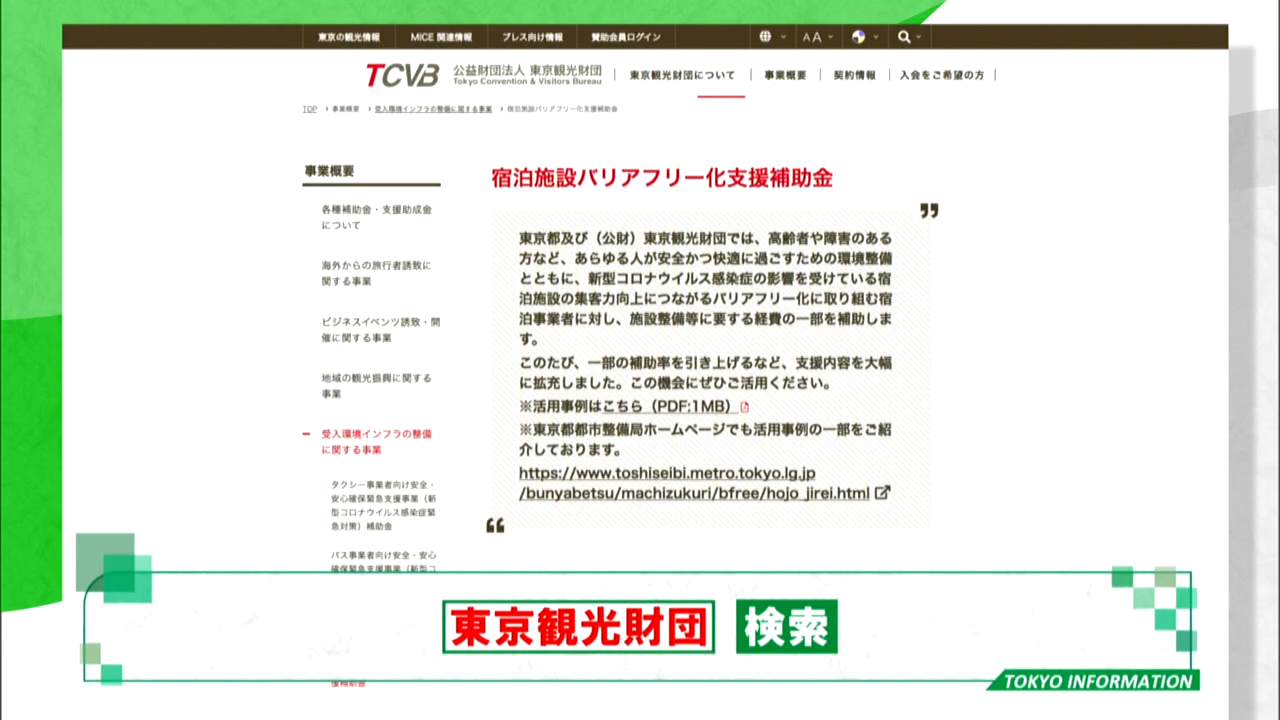 東京の観光情報
MICE 関連情報
プレス向け情報
賛助会員ログイン
A A
TCVB
公益財団法人 東京観光財団
Tokyo Convention & Visitors Bureau
東京観光財団について
事業概要
契約情報
入会をご希望の方
TOP › 事業概要 › 受入環境インフラの整備に関する事業 › 宿泊施設バリアフリー化支援補助金
事業概要
各種補助金・支援助成金
について
海外からの旅行者誘致に
関する事業
ビジネスイベンツ誘致・開
催に関する事業
地域の観光振興に関する
事業
受入環境インフラの整備
に関する事業
タクシー事業者向け安全・
安心確保緊急支援事業(新
型コロナウイルス感染症緊
急対策)補助金
バス事業者向け安全・安心
確保緊急支援事業(新型コ
宿泊施設バリアフリー化支援補助金
東京都及び(公財)東京観光財団では、高齢者や障害のある
方など、あらゆる人が安全かつ快適に過ごすための環境整備
とともに、新型コロナウイルス感染症の影響を受けている宿
泊施設の集客力向上につながるバリアフリー化に取り組む宿
泊事業者に対し、施設整備等に要する経費の一部を補助しま
す。
このたび、一部の補助率を引き上げるなど、支援内容を大幅
に拡充しました。この機会にぜひご活用ください。
※活用事例はこちら(PDF:1MB)
※東京都都市整備局ホームページでも活用事例の一部をご紹
介しております。
https://www.toshiseibi.metro.tokyo.lg.jp
/bunyabetsu/machizukuri/bfree/hojo_jirei.html
東京観光財団 検索
援補助金
TOKYO INFORMATION